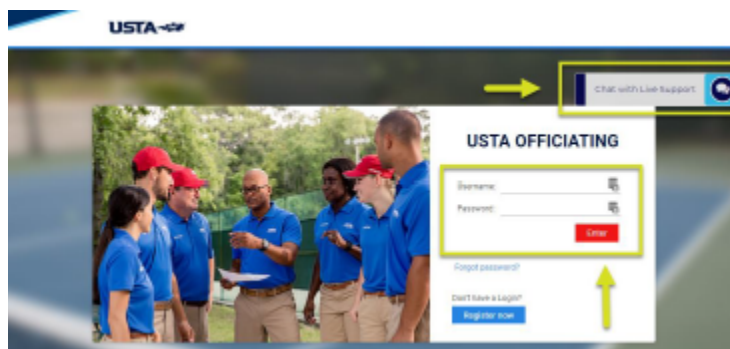 USTA
Chat with Live Support
USTA OFFICIATING
Username:
Password:
Enter
Forgot password?
Don't have a Login?
Register now